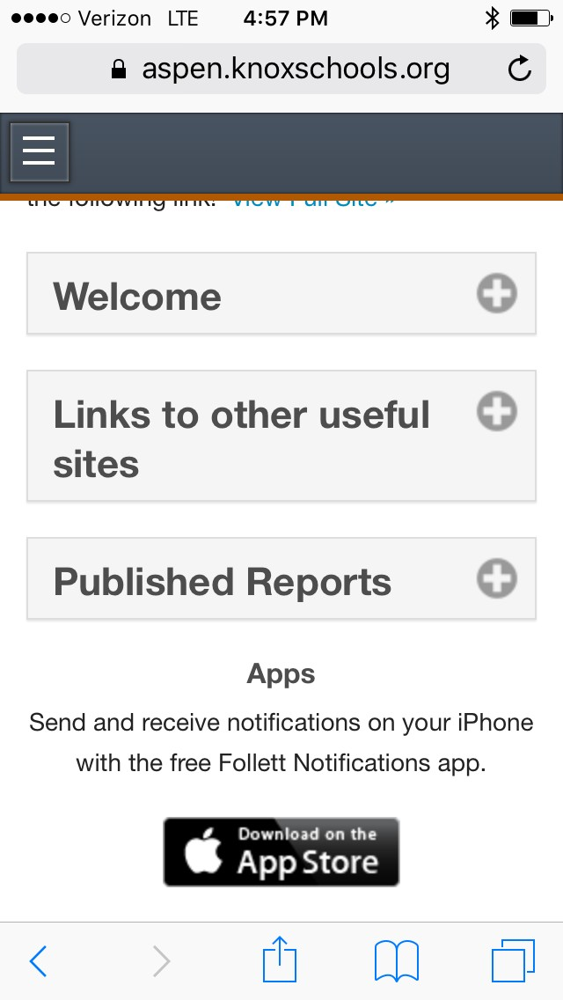 Verizon LTE 4:57 PM
aspen.knoxschools.org
the following link! View Full Site »
Welcome
Links to other useful
sites
Published Reports
Apps
Send and receive notifications on your iPhone
with the free Follett Notifications app.
Download on the
App Store